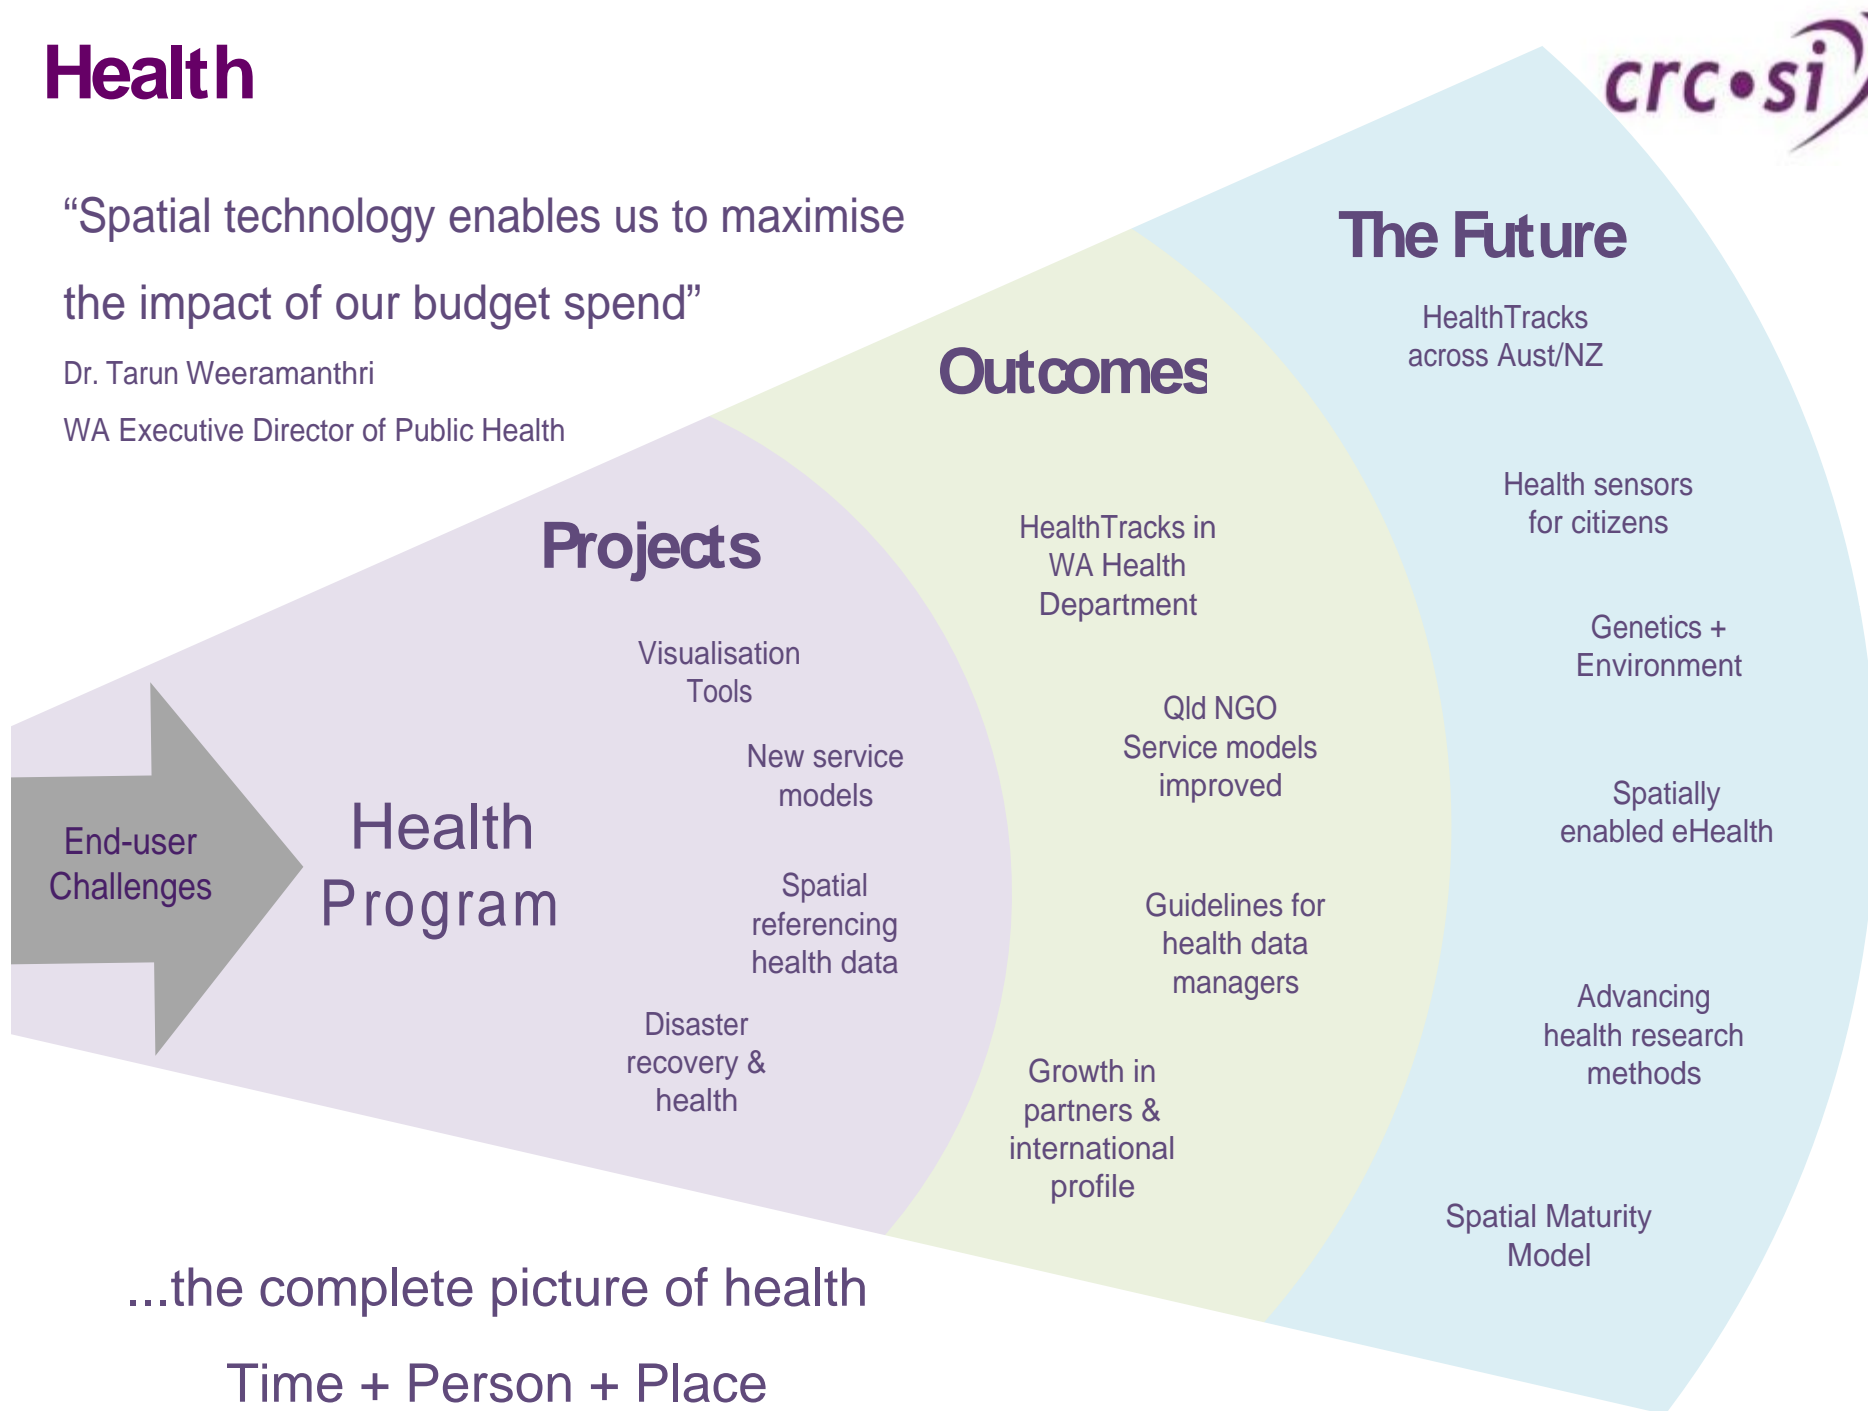 Health
crc•si
“Spatial technology enables us to maximise
the impact of our budget spend”
Dr. Tarun Weeramanthri
WA Executive Director of Public Health
End-user
Challenges
Health
Program
Projects
Visualisation
Tools
New service
models
Spatial
referencing
health data
Disaster
recovery &
health
Outcomes
HealthTracks in
WA Health
Department
Qld NGO
Service models
improved
Guidelines for
health data
managers
Growth in
partners &
international
profile
The Future
HealthTracks
across Aust/NZ
Health sensors
for citizens
Genetics +
Environment
Spatially
enabled eHealth
Advancing
health research
methods
Spatial Maturity
Model
...the complete picture of health
Time + Person + Place